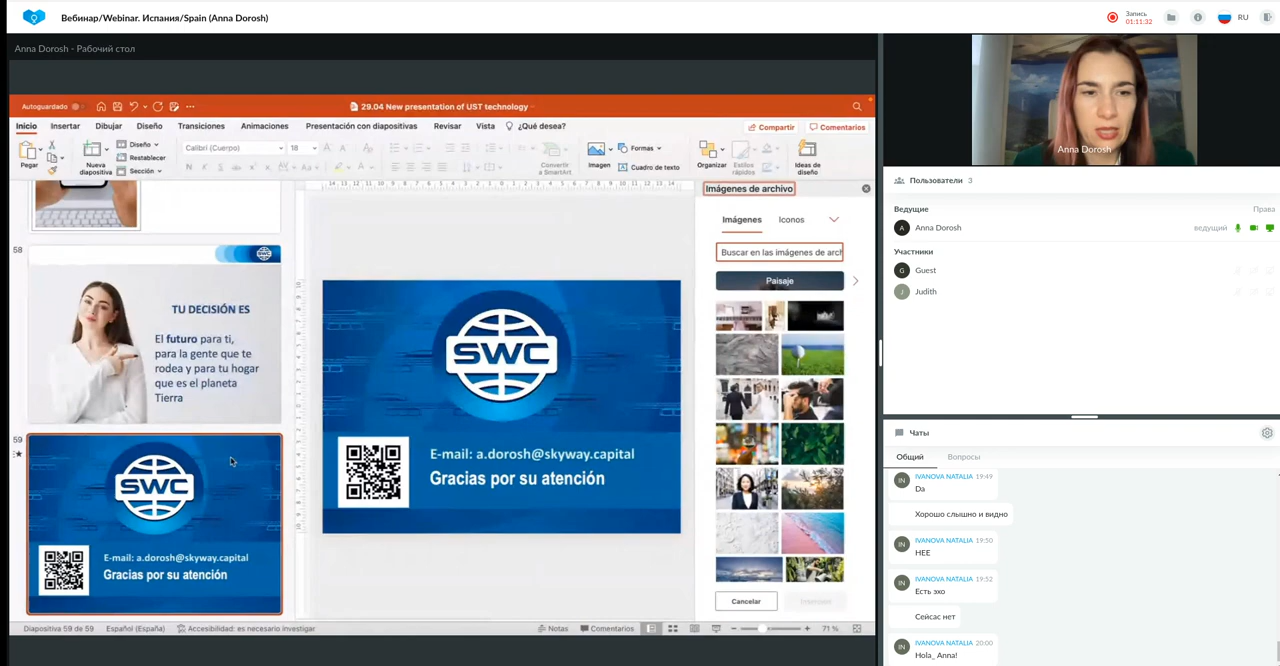 Вебинар/Webinar. Испания/Spain (Anna Dorosh)
Запись
01:11:32
RU
Anna Dorosh - Рабочий стол
Autoguardado
29.04 New presentation of UST technology
Inicio
Insertar
Dibujar
Diseño
Transiciones
Animaciones
Presentación con diapositivas
Revisar
Vista
¿Qué desea?
Compartir
Comentarios
Pegar
Nueva diapositiva
Diseño
Restablecer
Sección
Calibri (Cuerpo)
18
Convertir a SmartArt
Imagen
Formas
Cuadro de texto
Organizar
Estilos rápidos
Ideas de diseño
58
SWC
TU DECISIÓN ES
El futuro para ti,
para la gente que te
rodea y para tu hogar
que es el planeta
Tierra
59
SWC
E-mail: a.dorosh@skyway.capital
Gracias por su atención
SWC
E-mail: a.dorosh@skyway.capital
Gracias por su atención
Imágenes de archivo
Imágenes
Iconos
Buscar en las imágenes de arch
Paisaje
Cancelar
Diapositiva 59 de 59
Español (España)
Accesibilidad: es necesario investigar
Notas
Comentarios
71 %
Anna Dorosh
Пользователи 3
Ведущие
Права
A
Anna Dorosh
ведущий
Участники
G
Guest
J
Judith
Чаты
Общий
Вопросы
IN
IVANOVA NATALIA 19:49
Da
Хорошо слышно и видно
IN
IVANOVA NATALIA 19:50
НЕЕ
IN
IVANOVA NATALIA 19:52
Есть эхо
Сейсас нет
IN
IVANOVA NATALIA 20:00
Hola_ Anna!